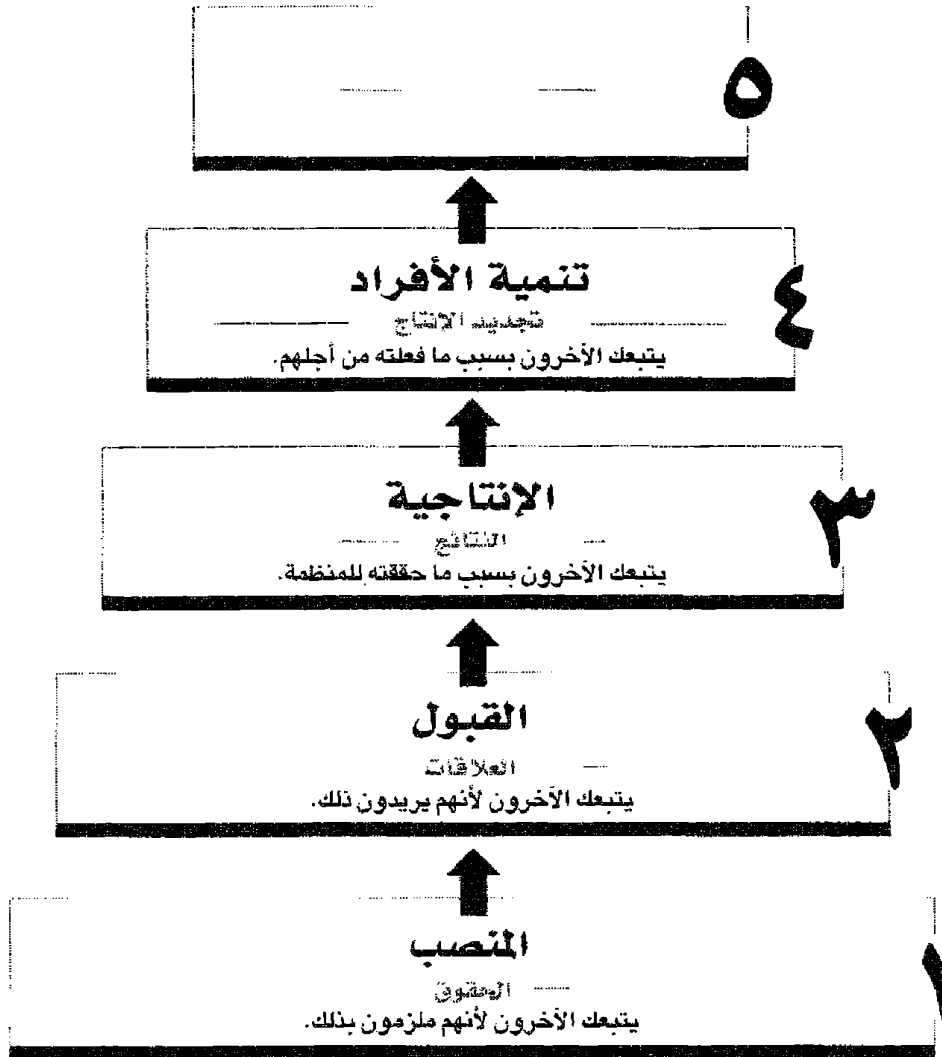 ٥
٤
تنمية الأفراد
تجديد الإنتاج
يتبعك الآخرون بسبب ما فعلته من أجلهم.
٣
الإنتاجية
النتائج
يتبعك الآخرون بسبب ما حققته للمنظمة.
٢
القبول
العلاقات
يتبعك الآخرون لأنهم يريدون ذلك.
١
المنصب
الحقوق
يتبعك الآخرون لأنهم ملزمون بذلك.